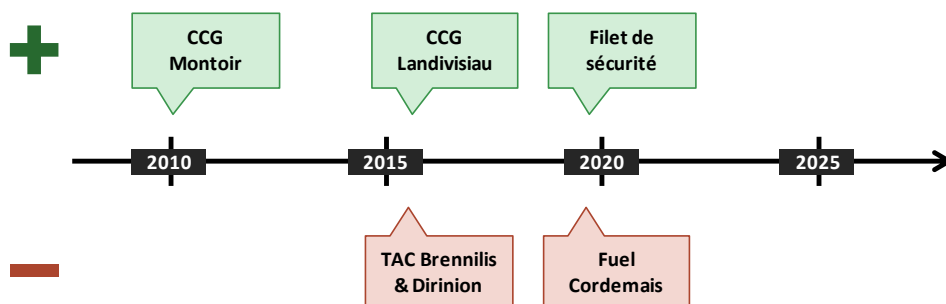 CCG
Montoir
CCG
Landivisiau
Filet de
sécurité
2010
2015
2020
2025
TAC Brennilis
& Dirinion
Fuel
Cordemais